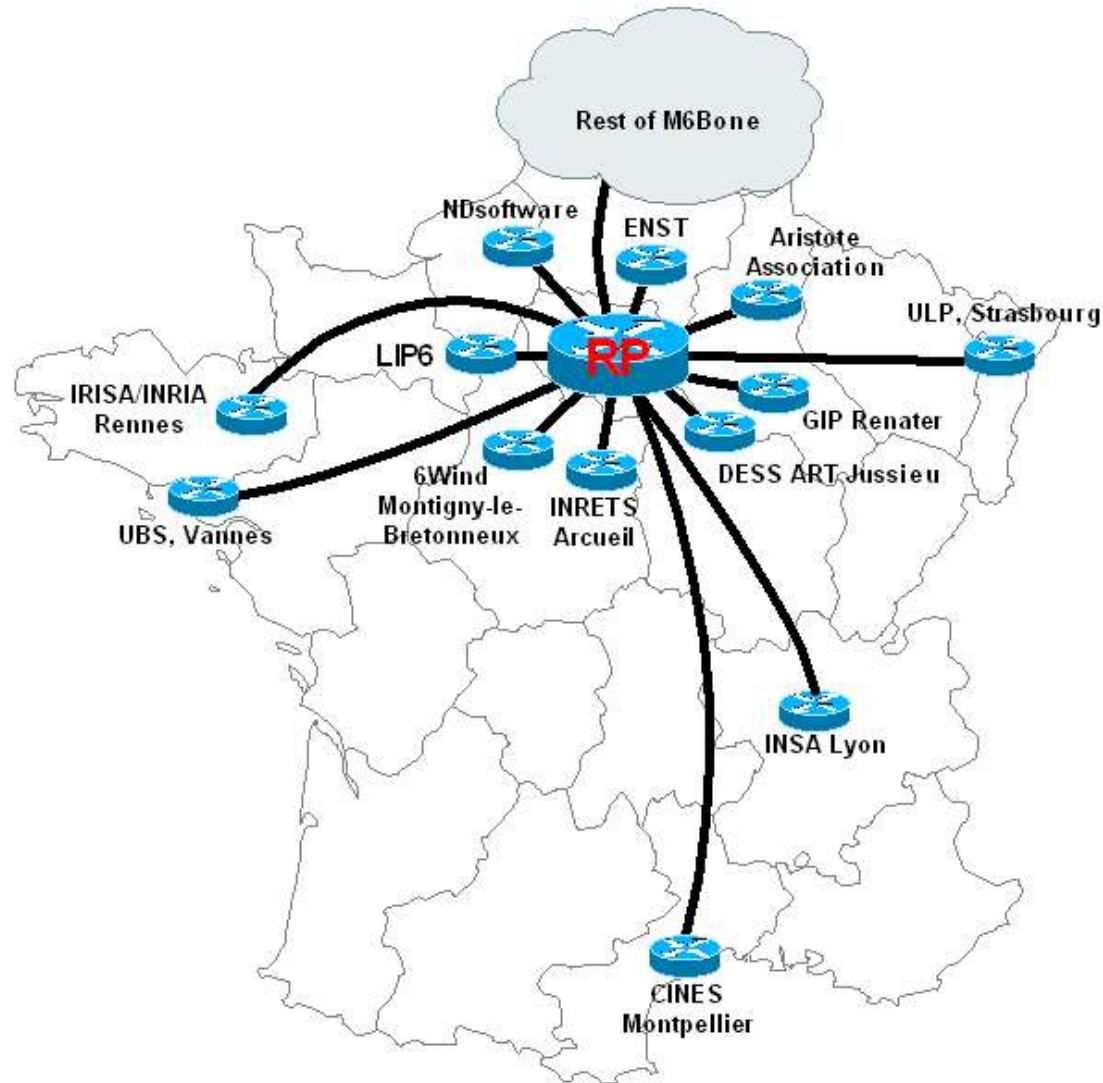 Rest of M6Bone
NDsoftware
ENST
Aristote
Association
ULP, Strasbourg
LIP6
RP
IRISA/INRIA
Rennes
GIP Renater
DESS ART Jussieu
6Wind
Montigny-le-
Bretonneux
INRETS
Arcueil
UBS, Vannes
INSA Lyon
CINES
Montpellier